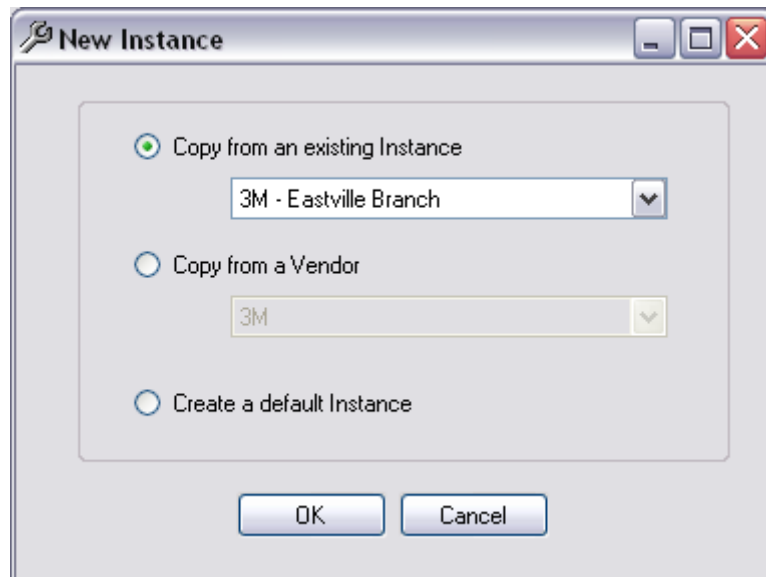 New Instance
Copy from an existing Instance
3M - Eastville Branch
Copy from a Vendor
3M
Create a default Instance
OK Cancel